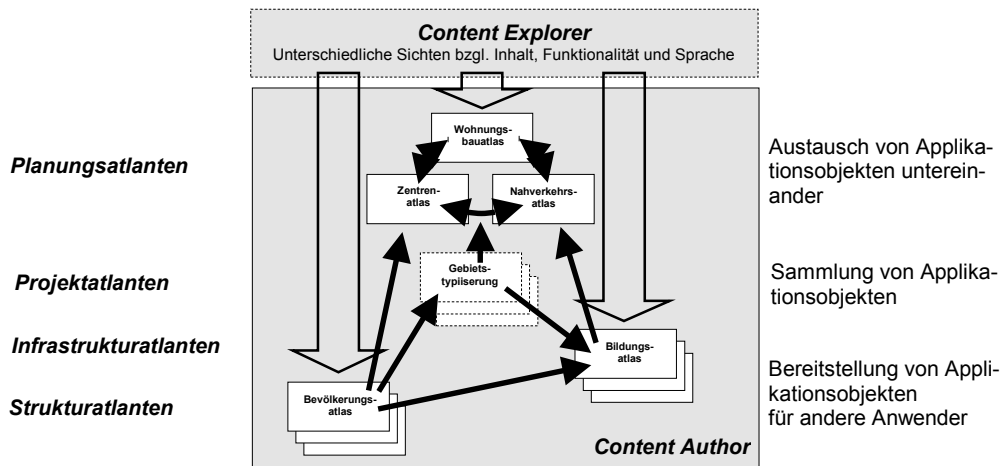 Content Explorer
Unterschiedliche Sichten bzgl. Inhalt, Funktionalität und Sprache
Wohnungs-
bauatlas
Planungsatlanten
Austausch von Applika-
tionsobjekten unterein-
ander
Zentren-
atlas
Nahverkehrs-
atlas
Projektatlanten
Gebiets-
typiiserung
Sammlung von Applika-
tionsobjekten
Infrastrukturatlanten
Bildungs-
atlas
Strukturatlanten
Bevölkerungs-
atlas
Bereitstellung von Appli-
kationsobjekten
für andere Anwender
Content Author